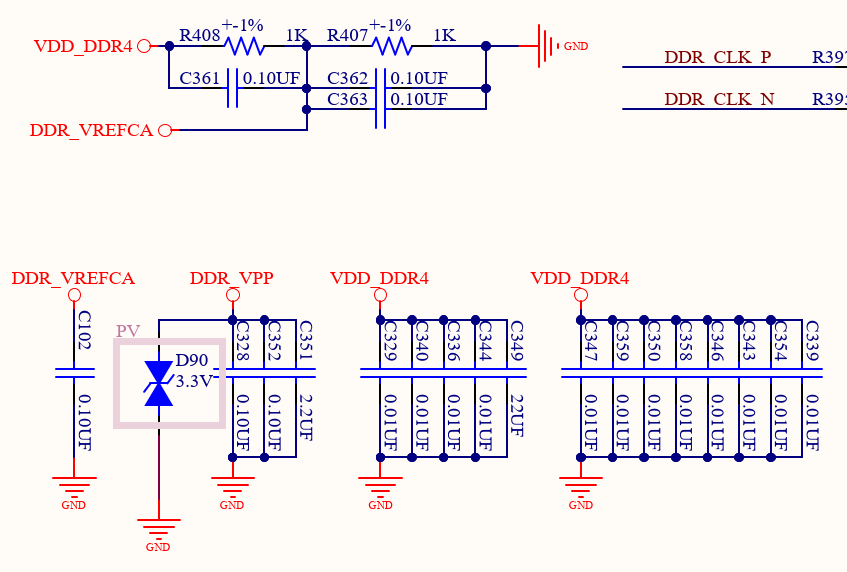 +-1%
+-1%
VDD_DDR4
R408
1K
R407
1K
GND
C361
0.10UF
C362
0.10UF
C363
0.10UF
DDR_VREFCA
DDR_CLK_P
R397
DDR_CLK_N
R395
DDR_VREFCA
C102
0.10UF
GND
PV
D90
3.3V
GND
DDR_VPP
C328
0.10UF
C352
0.10UF
C351
2.2UF
GND
VDD_DDR4
C329
0.01UF
C340
0.01UF
C336
0.01UF
C344
0.01UF
C349
22UF
GND
VDD_DDR4
C347
0.01UF
C359
0.01UF
C350
0.01UF
C358
0.01UF
C346
0.01UF
C343
0.01UF
C354
0.01UF
C339
0.01UF
GND